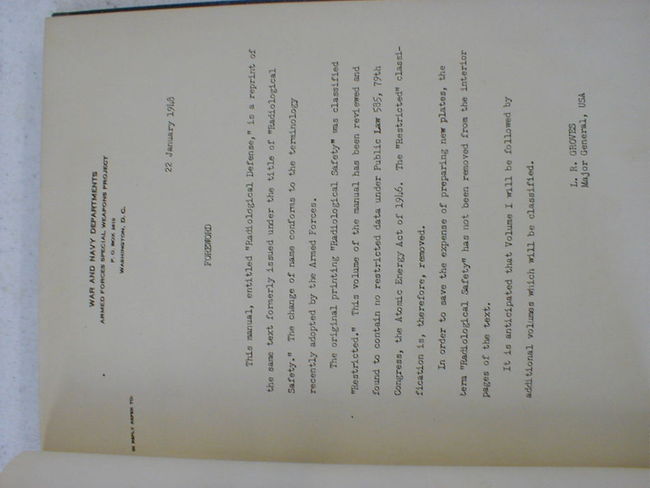 WAR AND NAVY DEPARTMENTS
ARMED FORCES SPECIAL WEAPONS PROJECT
P. O. BOX 2610
WASHINGTON, D. C.
IN REPLY REFER TO:
22 January 1948
FOREWORD
This manual, entitled "Radiological Defense," is a reprint of
the same text formerly issued under the title of "Radiological
Safety." The change of name conforms to the terminology
recently adopted by the Armed Forces.
The original printing "Radiological Safety" was classified
"Restricted." This volume of the manual has been reviewed and
found to contain no restricted data under Public Law 585, 79th
Congress, the Atomic Energy Act of 1946. The "Restricted" classi-
fication is, therefore, removed.
In order to save the expense of preparing new plates, the
term "Radiological Safety" has not been removed from the interior
pages of the text.
It is anticipated that Volume I will be followed by
additional volumes which will be classified.
L. R. GROVES
Major General, USA